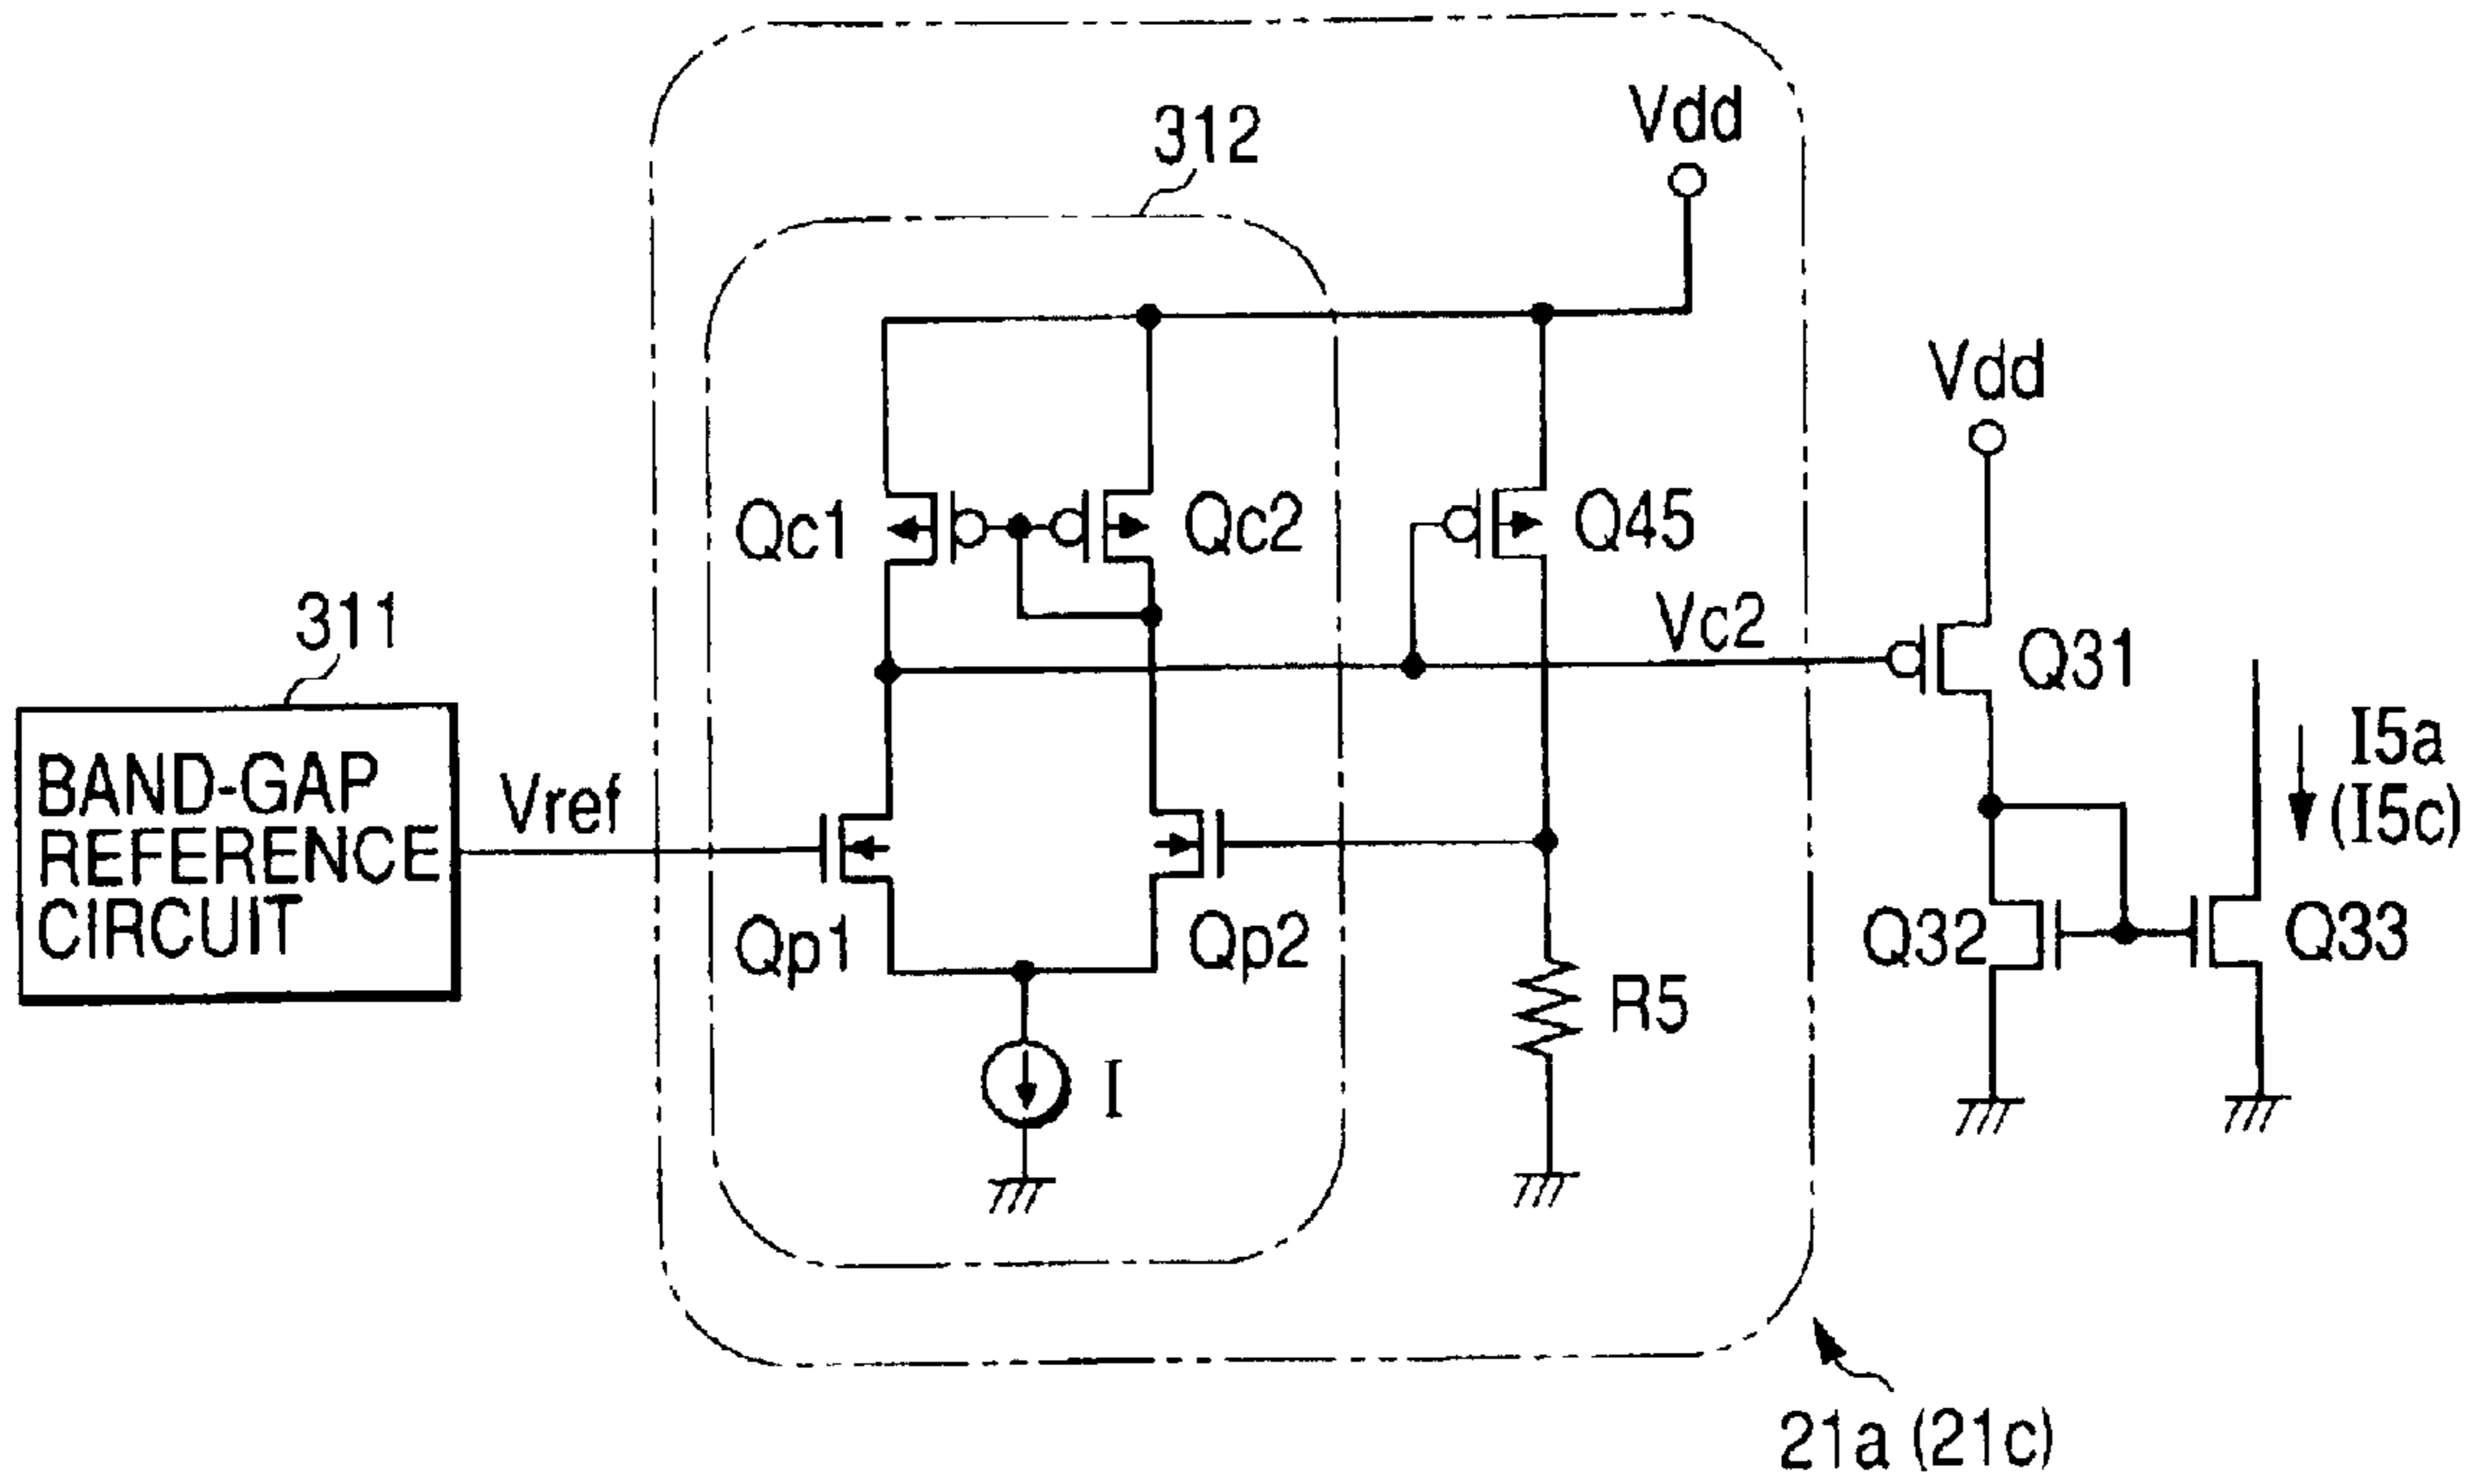 Vdd
312
Vdd
Qc1
Qc2
Q45
311
Vc2
Q31
BAND-GAP
REFERENCE
CIRCUIT
Vref
I5a
(I5c)
Qp1
Qp2
Q32
Q33
R5
I
21a (21c)